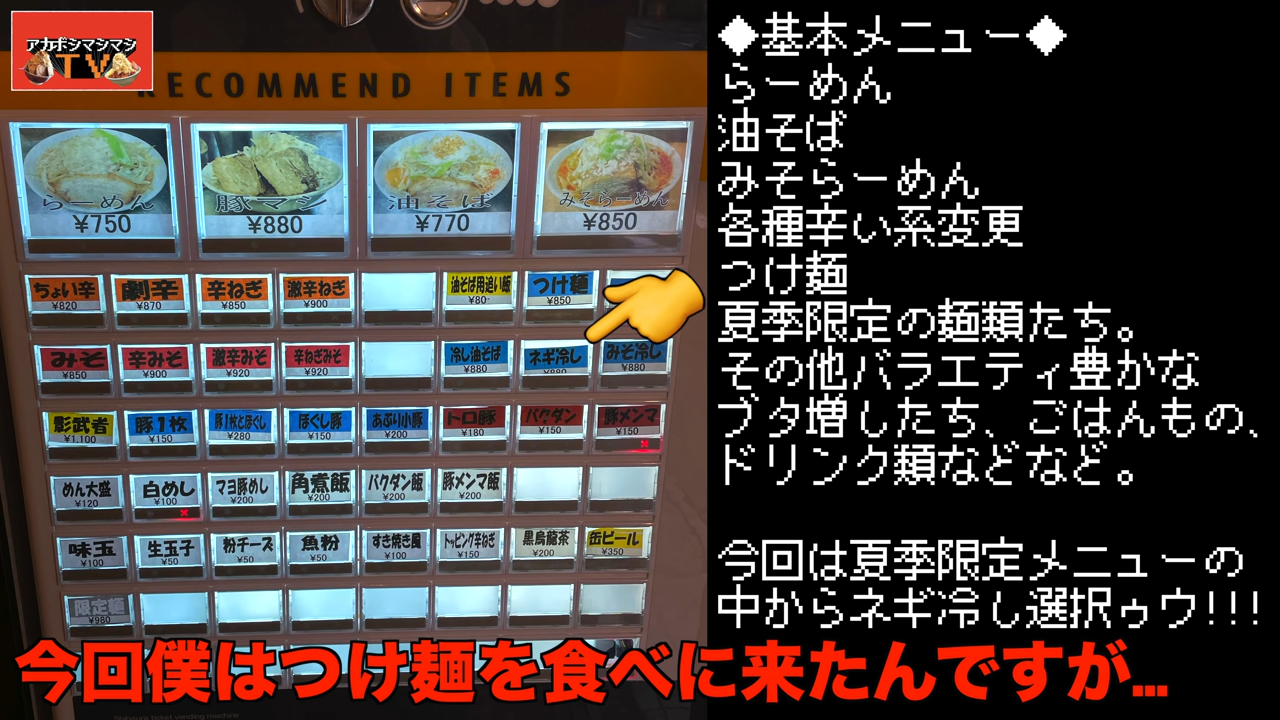 アカボシマシマシ
TV
RECOMMEND ITEMS
らーめん
¥750
豚マシ
¥880
油そば
¥770
みそらーめん
¥850
ちょい辛
¥820
劇辛
¥870
辛ねぎ
¥850
激辛ねぎ
¥900
油そば用追い飯
¥80
つけ麺
¥850
みそ
¥850
辛みそ
¥900
激辛みそ
¥920
辛ねぎみそ
¥920
冷し油そば
¥880
ネギ冷し
¥880
みそ冷し
¥880
影武者
¥1,100
豚1枚
¥150
豚1枚とほぐし
¥280
ほぐし豚
¥150
あぶり小豚
¥200
トロ豚
¥180
バクダン
¥150
豚メンマ
¥150
めん大盛
¥120
白めし
¥100
マヨ豚めし
¥200
角煮飯
¥200
バクダン飯
¥200
豚メンマ飯
¥200
味玉
¥100
生玉子
¥50
粉チーズ
¥50
魚粉
¥50
すき焼き風
¥100
トッピング辛ねぎ
¥150
黒烏龍茶
¥200
缶ビール
¥350
限定麺
¥980
◆基本メニュー◆
らーめん
油そば
みそらーめん
各種辛い系変更
つけ麺
夏季限定の麺類たち。
その他バラエティ豊かな
ブタ増したち、ごはんもの、
ドリンク類などなど。
今回は夏季限定メニューの
中からネギ冷し選択ゥウ!!!
今回僕はつけ麺を食べに来たんですが...